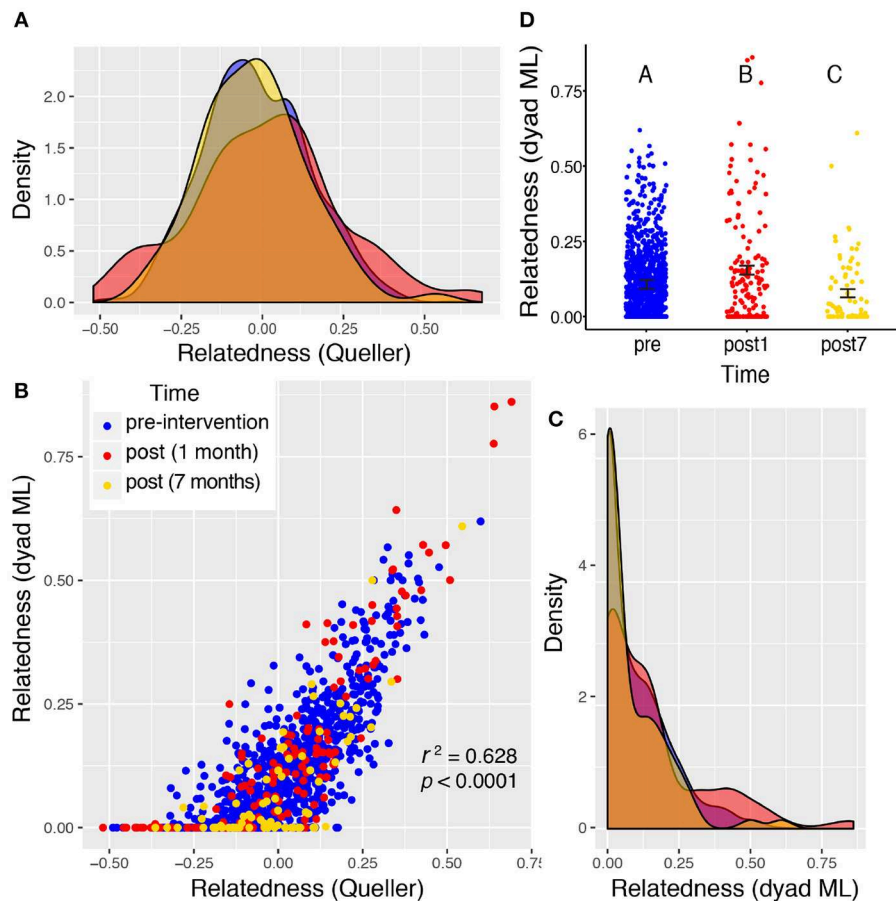 A
Density
2.0
1.5
1.0
0.5
0.0
−0.50 −0.25 0.00 0.25 0.50
Relatedness (Queller)
D
Relatedness (dyad ML)
0.75
0.50
0.25
0.00
A B C
pre post1 post7
Time
B
Time
pre-intervention
post (1 month)
post (7 months)
Relatedness (dyad ML)
0.75
0.50
0.25
0.00
r² = 0.628
p < 0.0001
−0.50 −0.25 0.00 0.25 0.50 0.75
Relatedness (Queller)
C
Density
6
4
2
0
0.00 0.25 0.50 0.75
Relatedness (dyad ML)